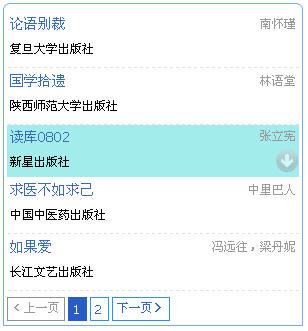 论语别裁 南怀瑾
复旦大学出版社
国学拾遗 林语堂
陕西师范大学出版社
读库0802 张立宪
新星出版社
求医不如求己 中里巴人
中国中医药出版社
如果爱 冯远往，梁丹妮
长江文艺出版社
<上一页 1 2 下一页>